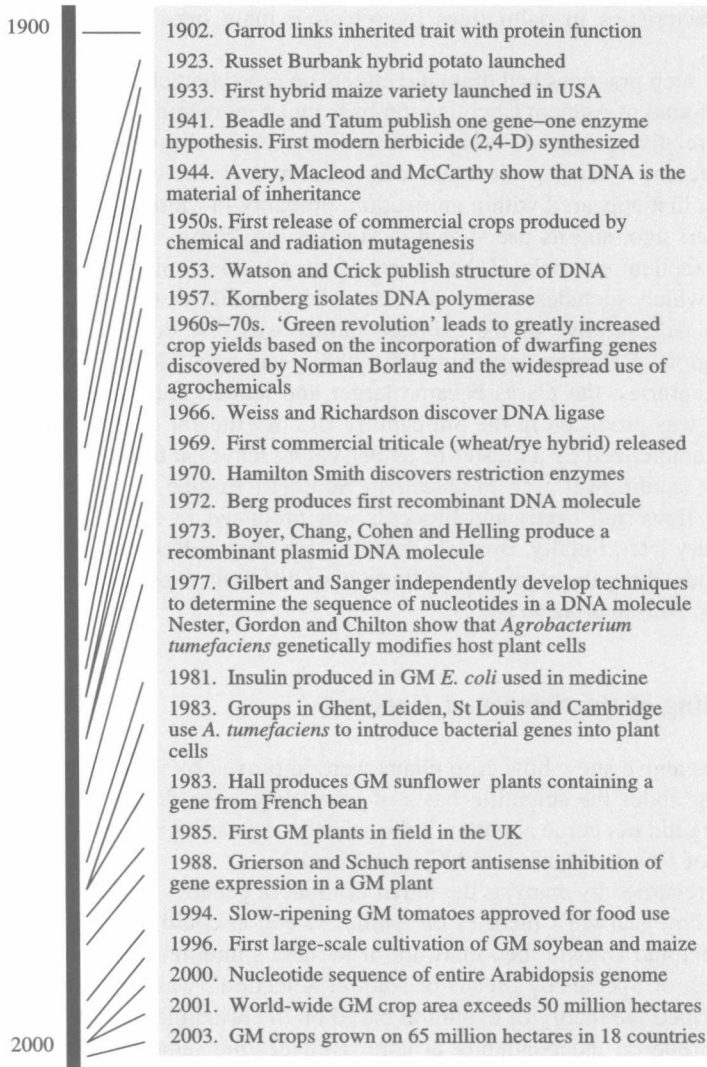 1900
1902. Garrod links inherited trait with protein function
1923. Russet Burbank hybrid potato launched
1933. First hybrid maize variety launched in USA
1941. Beadle and Tatum publish one gene–one enzyme
hypothesis. First modern herbicide (2,4-D) synthesized
1944. Avery, Macleod and McCarthy show that DNA is the
material of inheritance
1950s. First release of commercial crops produced by
chemical and radiation mutagenesis
1953. Watson and Crick publish structure of DNA
1957. Kornberg isolates DNA polymerase
1960s–70s. ‘Green revolution’ leads to greatly increased
crop yields based on the incorporation of dwarfing genes
discovered by Norman Borlaug and the widespread use of
agrochemicals
1966. Weiss and Richardson discover DNA ligase
1969. First commercial triticale (wheat/rye hybrid) released
1970. Hamilton Smith discovers restriction enzymes
1972. Berg produces first recombinant DNA molecule
1973. Boyer, Chang, Cohen and Helling produce a
recombinant plasmid DNA molecule
1977. Gilbert and Sanger independently develop techniques
to determine the sequence of nucleotides in a DNA molecule
Nester, Gordon and Chilton show that Agrobacterium
tumefaciens genetically modifies host plant cells
1981. Insulin produced in GM E. coli used in medicine
1983. Groups in Ghent, Leiden, St Louis and Cambridge
use A. tumefaciens to introduce bacterial genes into plant
cells
1983. Hall produces GM sunflower plants containing a
gene from French bean
1985. First GM plants in field in the UK
1988. Grierson and Schuch report antisense inhibition of
gene expression in a GM plant
1994. Slow-ripening GM tomatoes approved for food use
1996. First large-scale cultivation of GM soybean and maize
2000. Nucleotide sequence of entire Arabidopsis genome
2001. World-wide GM crop area exceeds 50 million hectares
2000
2003. GM crops grown on 65 million hectares in 18 countries